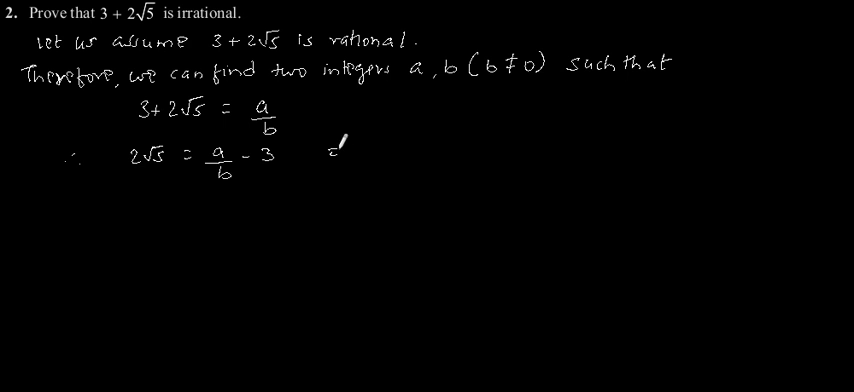 2. Prove that 3 + 2√5 is irrational.
Let us assume 3 + 2√5 is rational.
Therefore, we can find two integers a, b (b ≠ 0) such that
3 + 2√5 = a/b
∴ 2√5 = a/b - 3 =